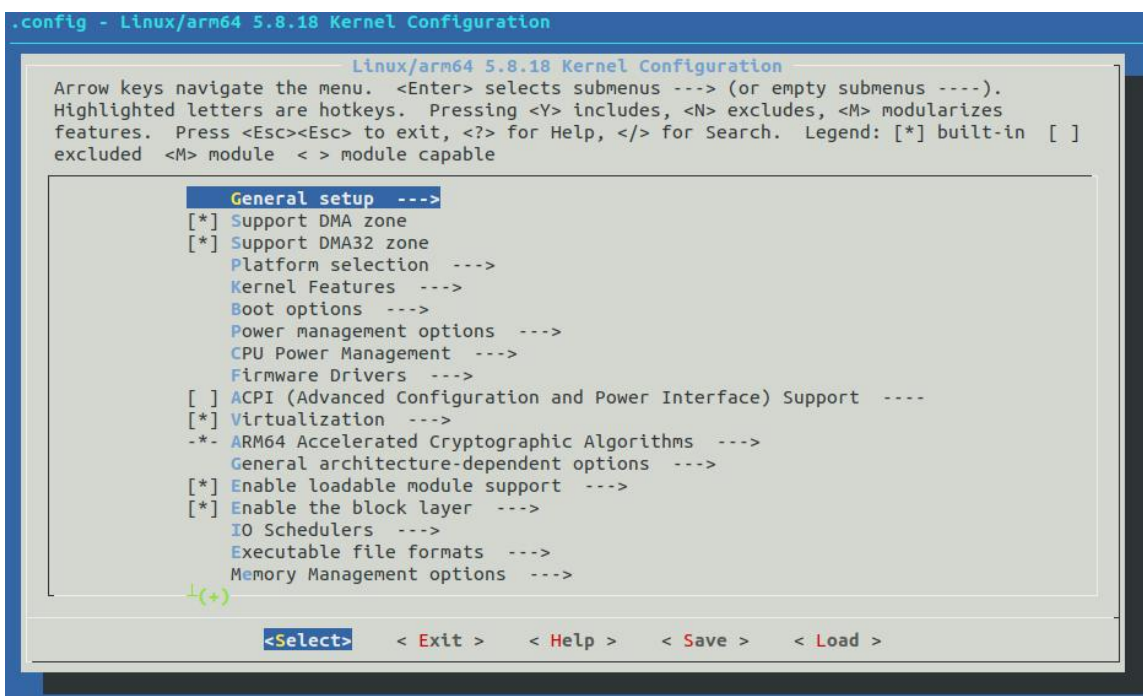 .config - Linux/arm64 5.8.18 Kernel Configuration
Linux/arm64 5.8.18 Kernel Configuration
Arrow keys navigate the menu.  <Enter> selects submenus ---> (or empty submenus ----).
Highlighted letters are hotkeys.  Pressing <Y> includes, <N> excludes, <M> modularizes
features.  Press <Esc><Esc> to exit, <?> for Help, </> for Search.  Legend: [*] built-in  [ ]
excluded  <M> module  < > module capable
General setup  --->
[*] Support DMA zone
[*] Support DMA32 zone
Platform selection  --->
Kernel Features  --->
Boot options  --->
Power management options  --->
CPU Power Management  --->
Firmware Drivers  --->
[ ] ACPI (Advanced Configuration and Power Interface) Support  ----
[*] Virtualization  --->
-*- ARM64 Accelerated Cryptographic Algorithms  --->
General architecture-dependent options  --->
[*] Enable loadable module support  --->
[*] Enable the block layer  --->
IO Schedulers  --->
Executable file formats  --->
Memory Management options  --->
┴(+)
<Select>    < Exit >    < Help >    < Save >    < Load >